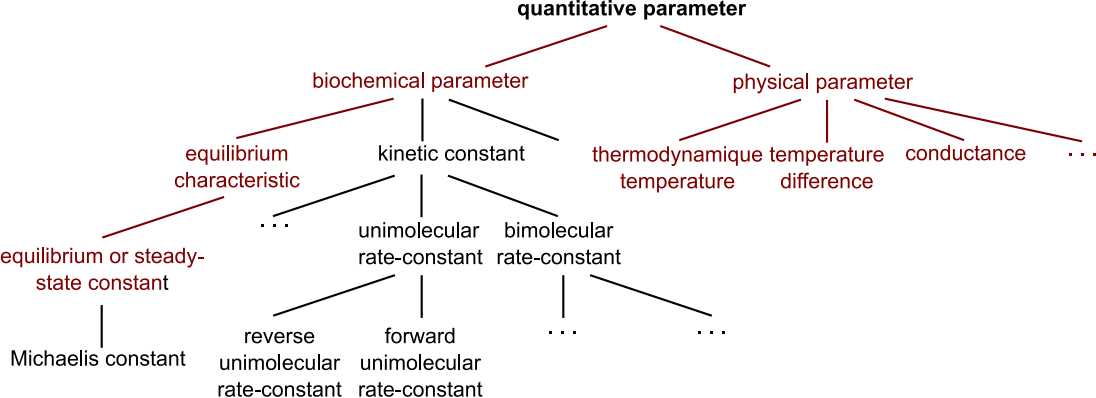 quantitative parameter
biochemical parameter
physical parameter
equilibrium
characteristic
kinetic constant
thermodynamique
temperature
temperature
difference
conductance
. . .
. . .
unimolecular
rate-constant
bimolecular
rate-constant
equilibrium or steady-
state constant
Michaelis constant
reverse
unimolecular
rate-constant
forward
unimolecular
rate-constant
. . .
. . .